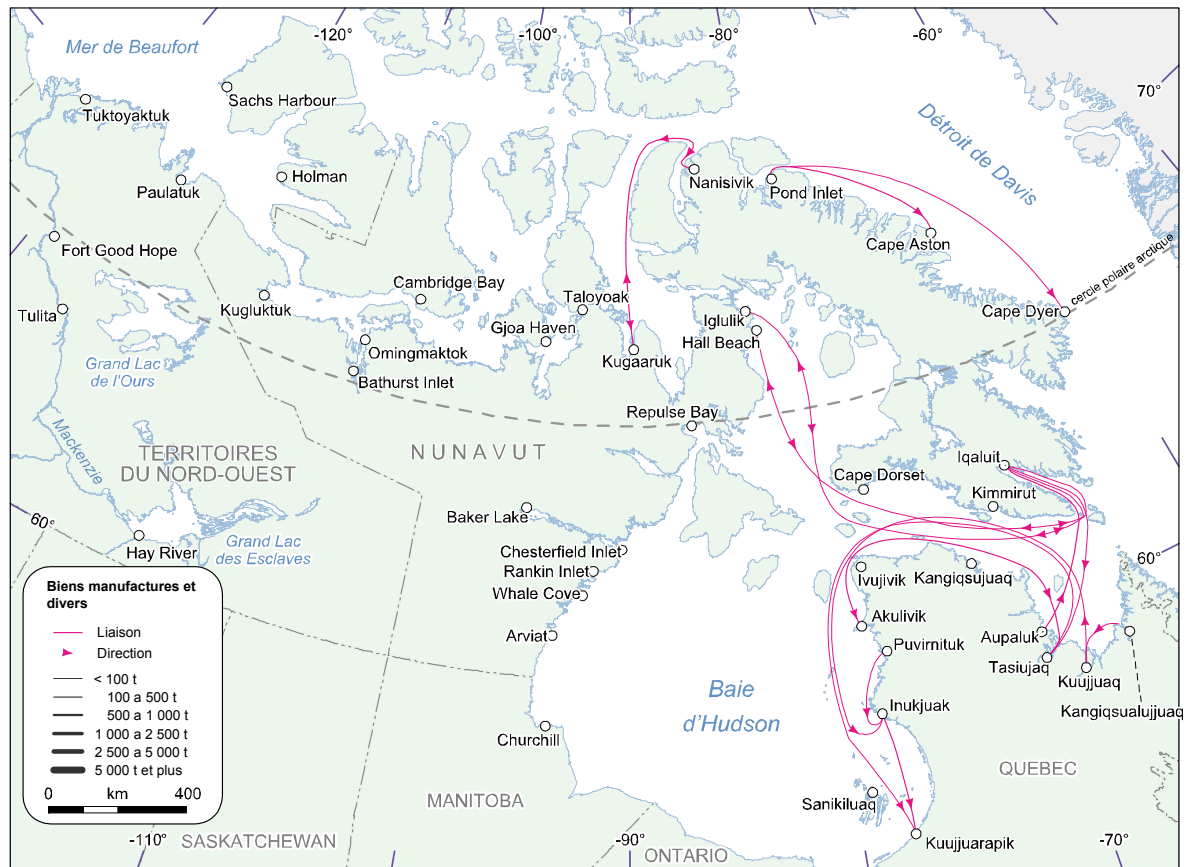 -120°
-100°
-80°
-60°
Mer de Beaufort
70°
Sachs Harbour
Tuktoyaktuk
Détroit de Davis
Holman
Nanisivik
Paulatuk
Pond Inlet
Fort Good Hope
Cape Aston
cercle polaire arctique
Cambridge Bay
Taloyoak
Kugluktuk
Iglulik
Cape Dyer
Tulita
Gjoa Haven
Hall Beach
Omingmaktok
Kugaaruk
Grand Lac
de l'Ours
Bathurst Inlet
Repulse Bay
Mackenzie
TERRITOIRES
DU NORD-OUEST
NUNAVUT
Iqaluit
Cape Dorset
Kimmirut
60°
Baker Lake
Hay River
Grand Lac
des Esclaves
Chesterfield Inlet
60°
Rankin Inlet
Ivujivik
Kangiqsujuaq
Whale Cove
Akulivik
Arviat
Aupaluk
Puvirnituk
Tasiujaq
Kuujjuaq
Baie
d'Hudson
Inukjuak
Kangiqsualujjuaq
Churchill
QUEBEC
MANITOBA
Sanikiluaq
Kuujjuarapik
SASKATCHEWAN
ONTARIO
-110°
-90°
-70°
Biens manufactures et
divers
Liaison
Direction
< 100 t
100 a 500 t
500 a 1 000 t
1 000 a 2 500 t
2 500 a 5 000 t
5 000 t et plus
0 km 400